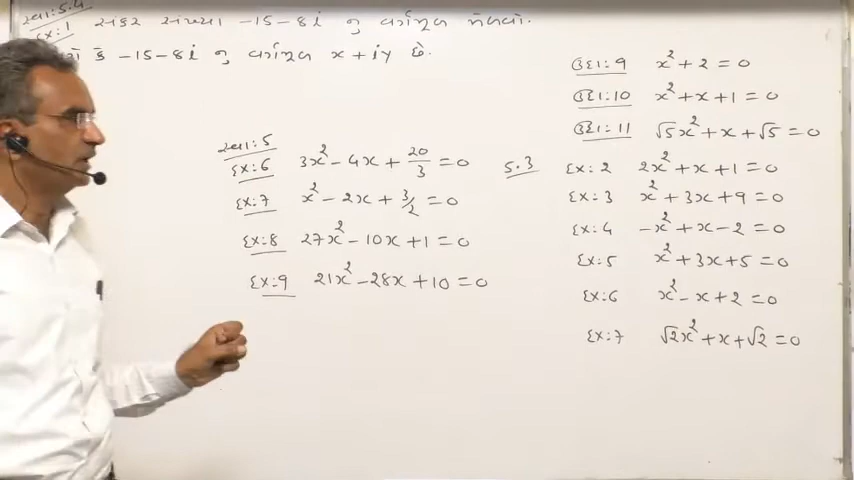 સ્વા: 5.4
Ex: 1 સંકર સંખ્યા -15-8i નું વર્ગમૂળ મેળવો.
કે -15-8i નું વર્ગમૂળ x+iy છે.
સ્વા: 5
Ex: 6 3x² - 4x + 20/3 = 0
Ex: 7 x² - 2x + 3/2 = 0
Ex: 8 27x² - 10x + 1 = 0
Ex: 9 21x² - 28x + 10 = 0
ઉદા: 9 x² + 2 = 0
ઉદા: 10 x² + x + 1 = 0
ઉદા: 11 √5x² + x + √5 = 0
5.3 Ex: 2 2x² + x + 1 = 0
Ex: 3 x² + 3x + 9 = 0
Ex: 4 -x² + x - 2 = 0
Ex: 5 x² + 3x + 5 = 0
Ex: 6 x² - x + 2 = 0
Ex: 7 √2x² + x + √2 = 0